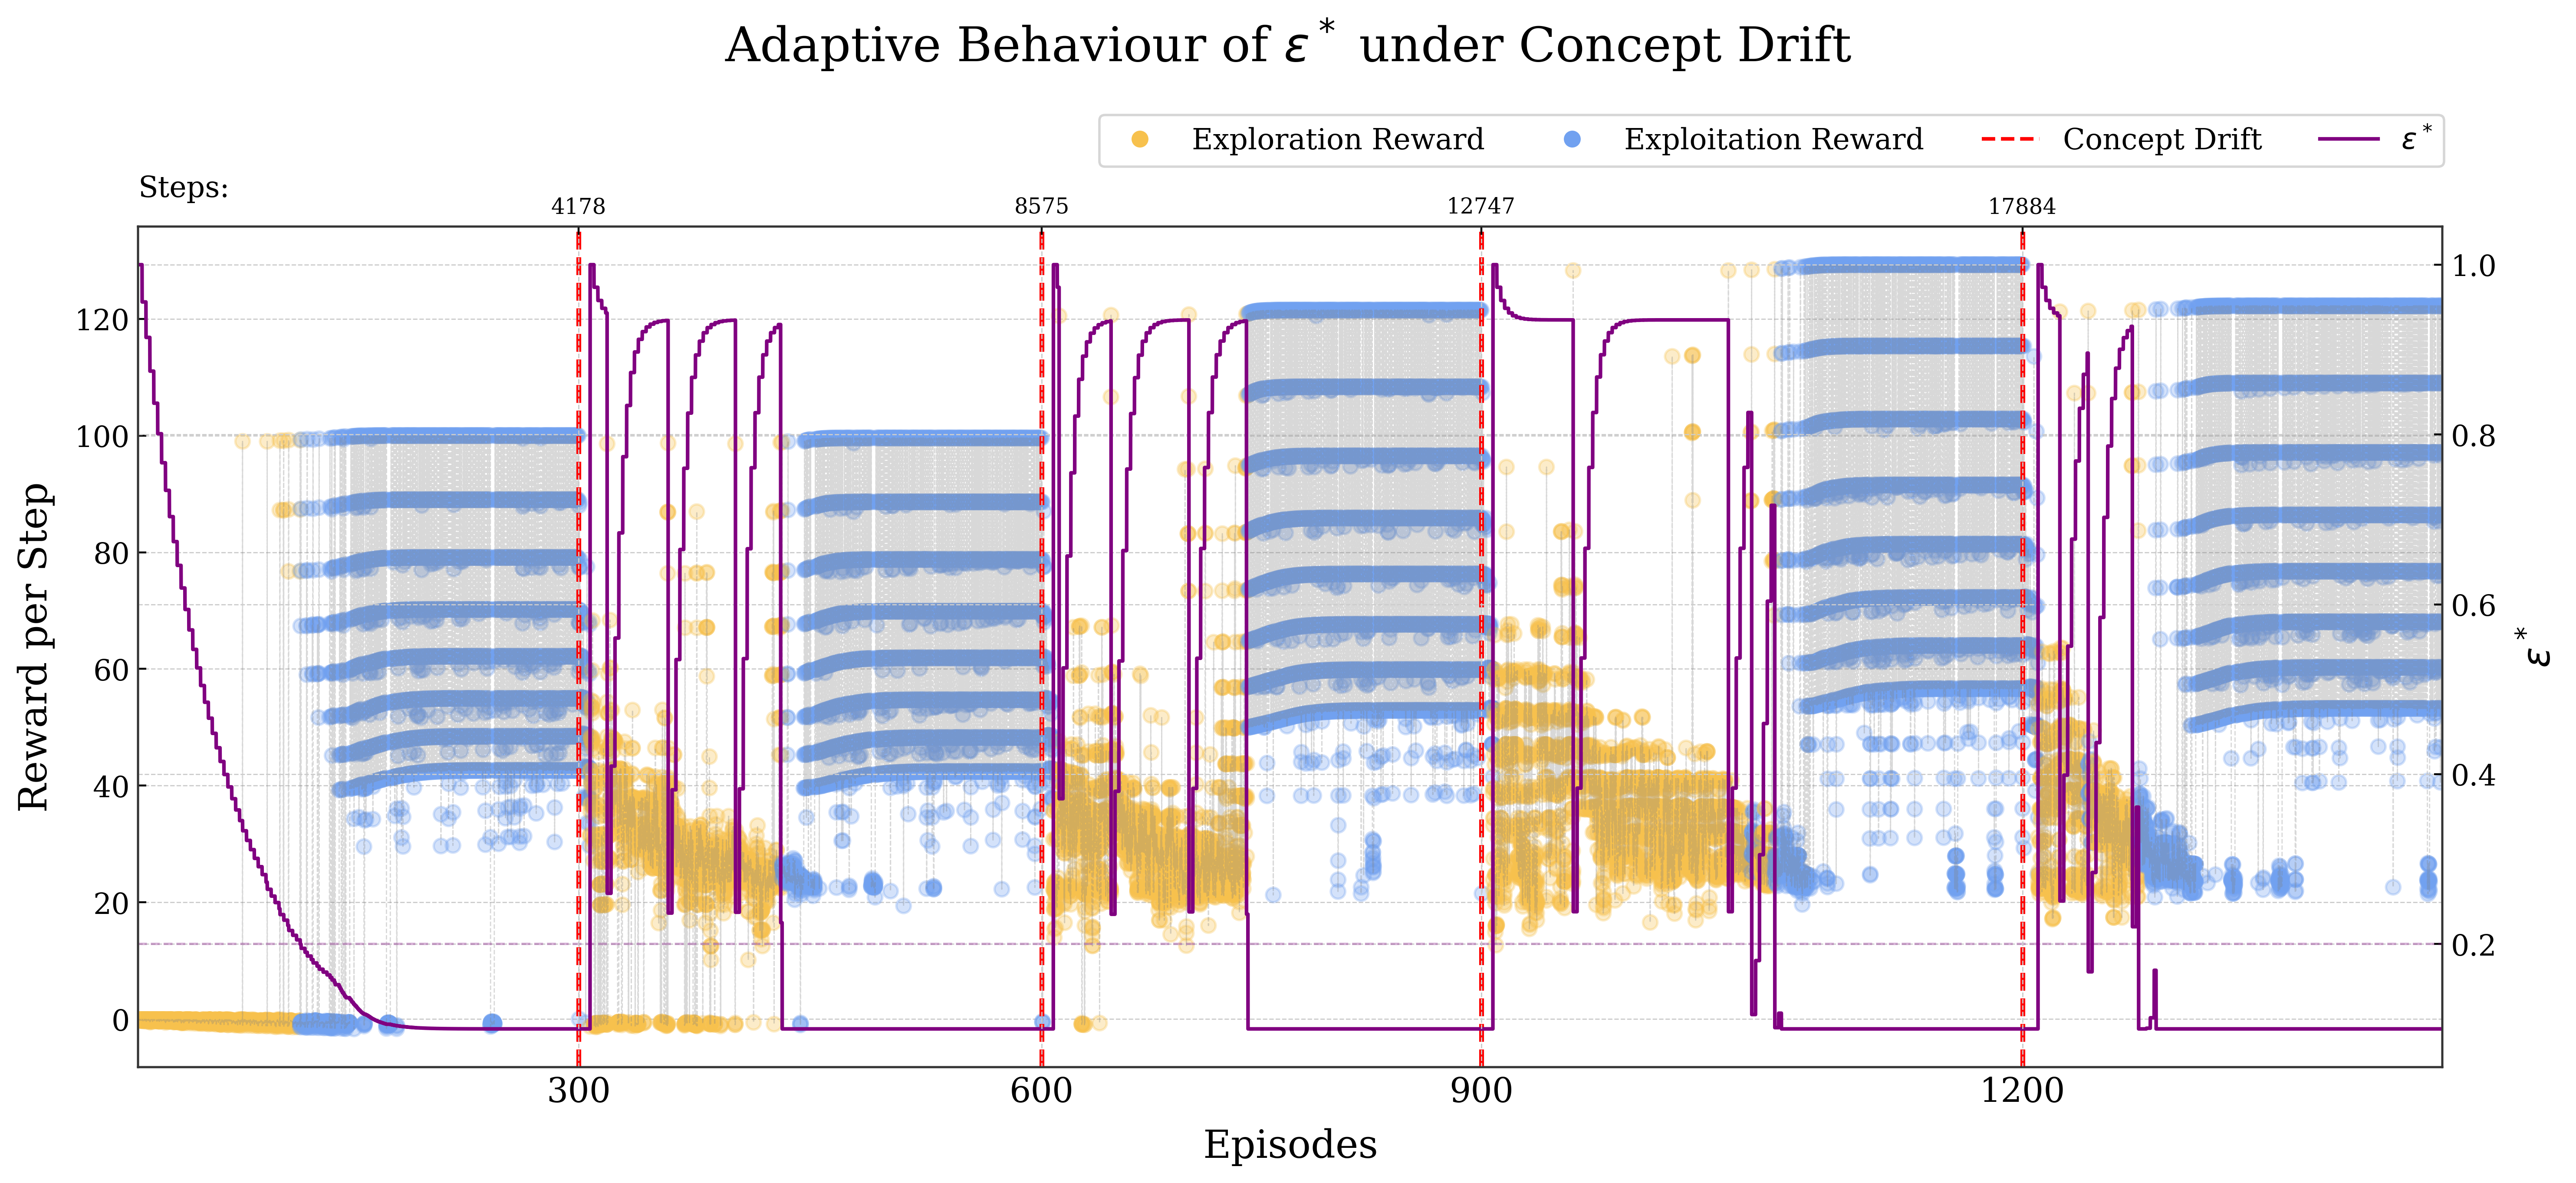 Adaptive Behaviour of ε* under Concept Drift
Exploration Reward Exploitation Reward Concept Drift ε*
Steps:
4178 8575 12747 17884
Reward per Step
120
100
80
60
40
20
0
1.0
0.8
0.6
0.4
0.2
ε*
300 600 900 1200
Episodes